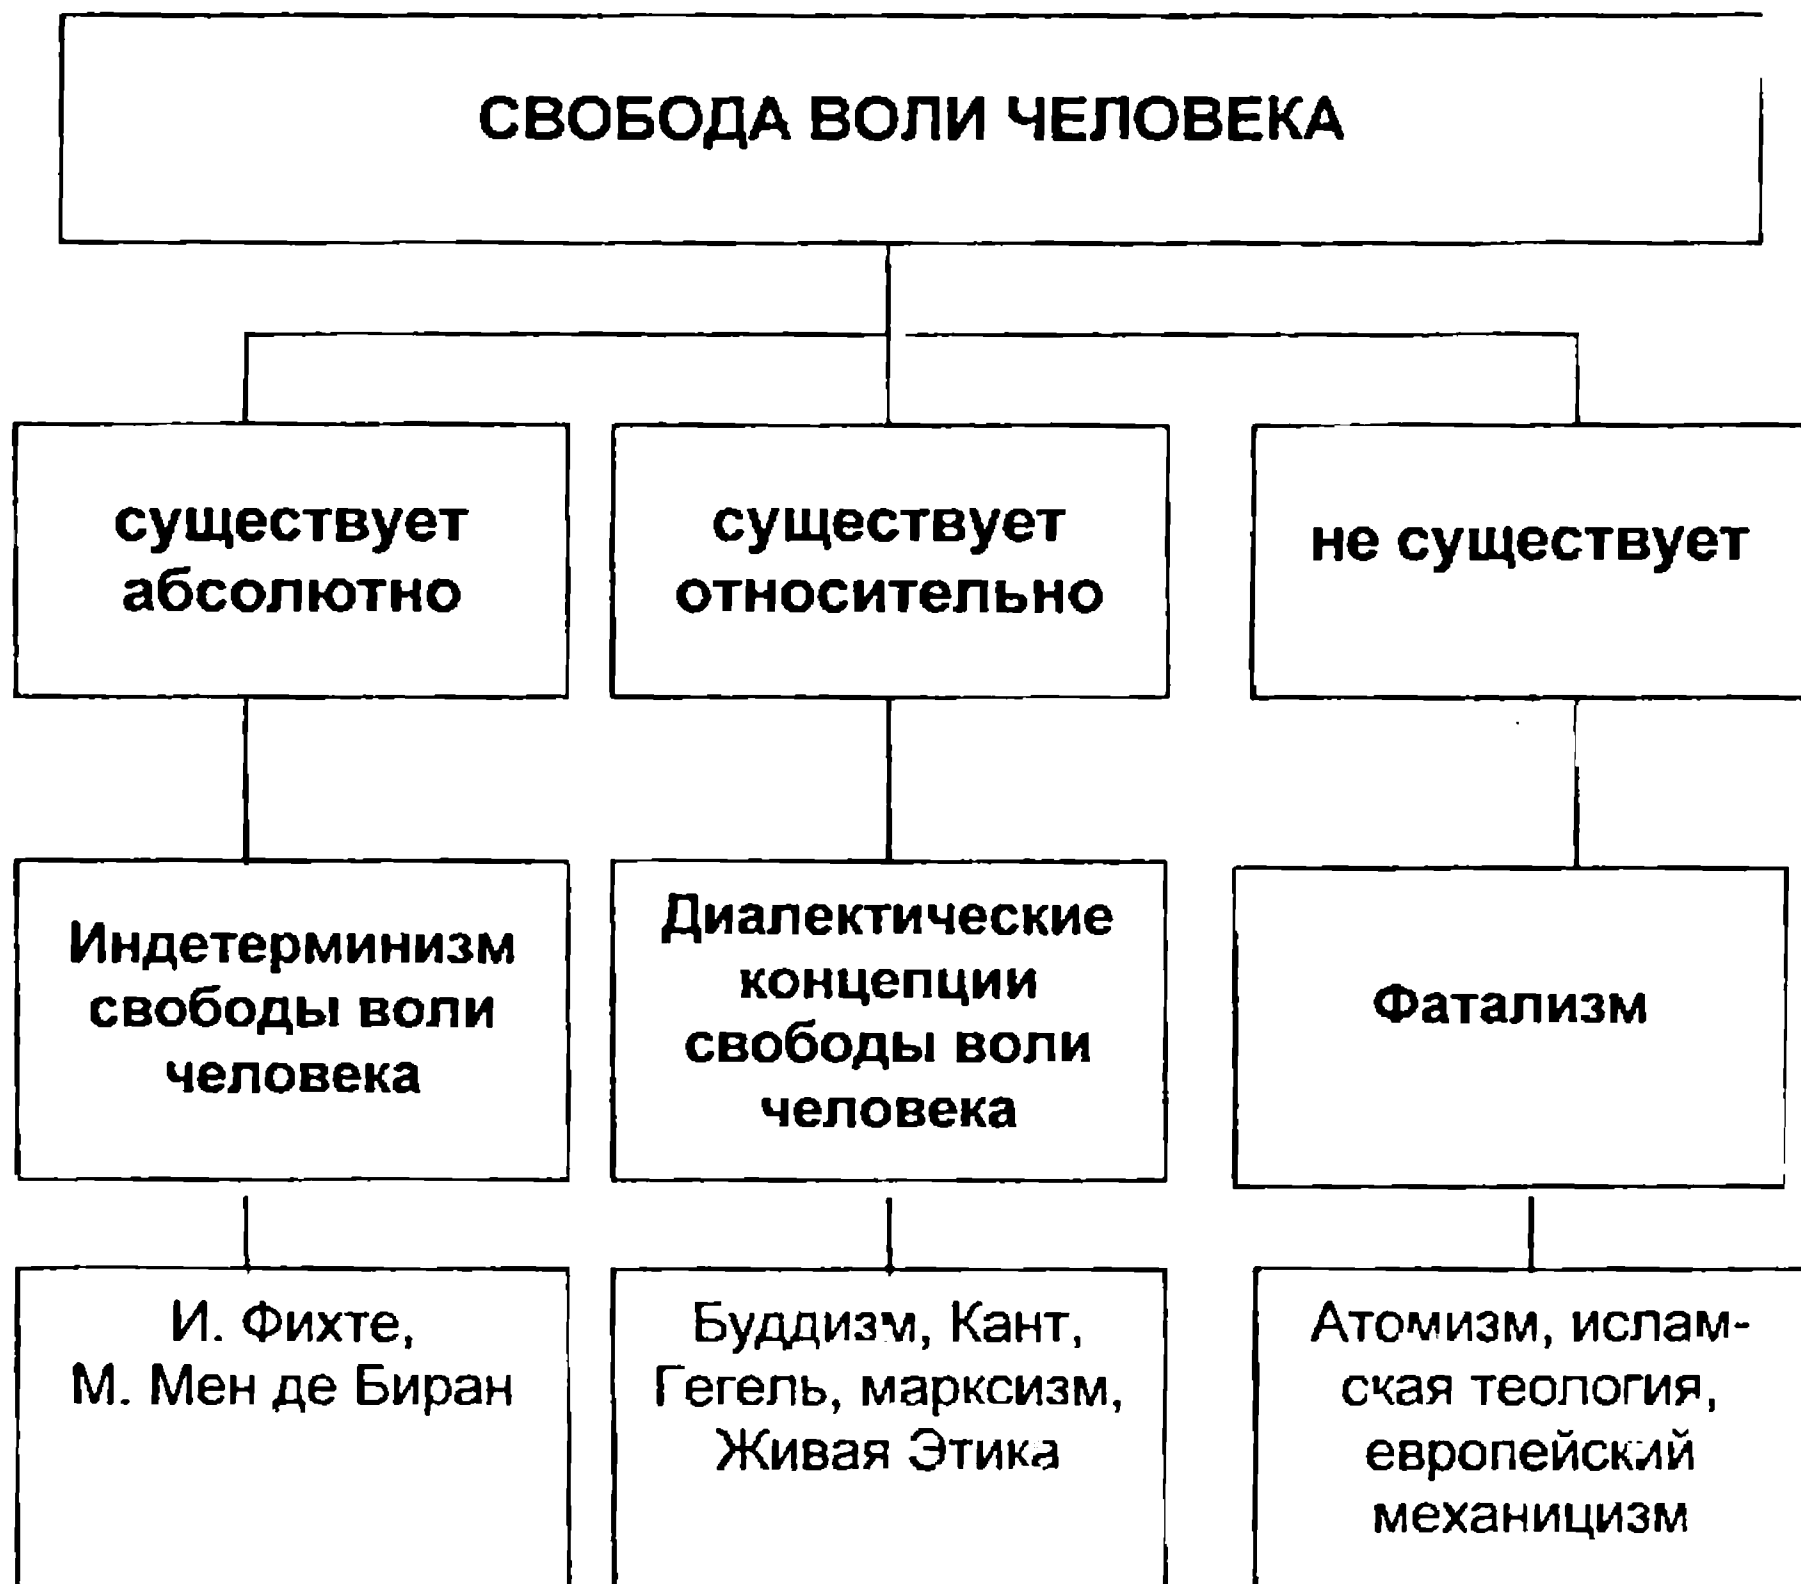 СВОБОДА ВОЛИ ЧЕЛОВЕКА
существует
абсолютно
существует
относительно
не существует
Индетерминизм
свободы воли
человека
Диалектические
концепции
свободы воли
человека
Фатализм
И. Фихте,
М. Мен де Биран
Буддизм, Кант,
Гегель, марксизм,
Живая Этика
Атомизм, ислам-
ская теология,
европейский
механицизм